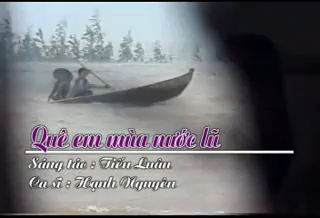 Quê em mùa nước lũ
Sáng tác : Tiến Luân
Ca sĩ : Hạnh Nguyên